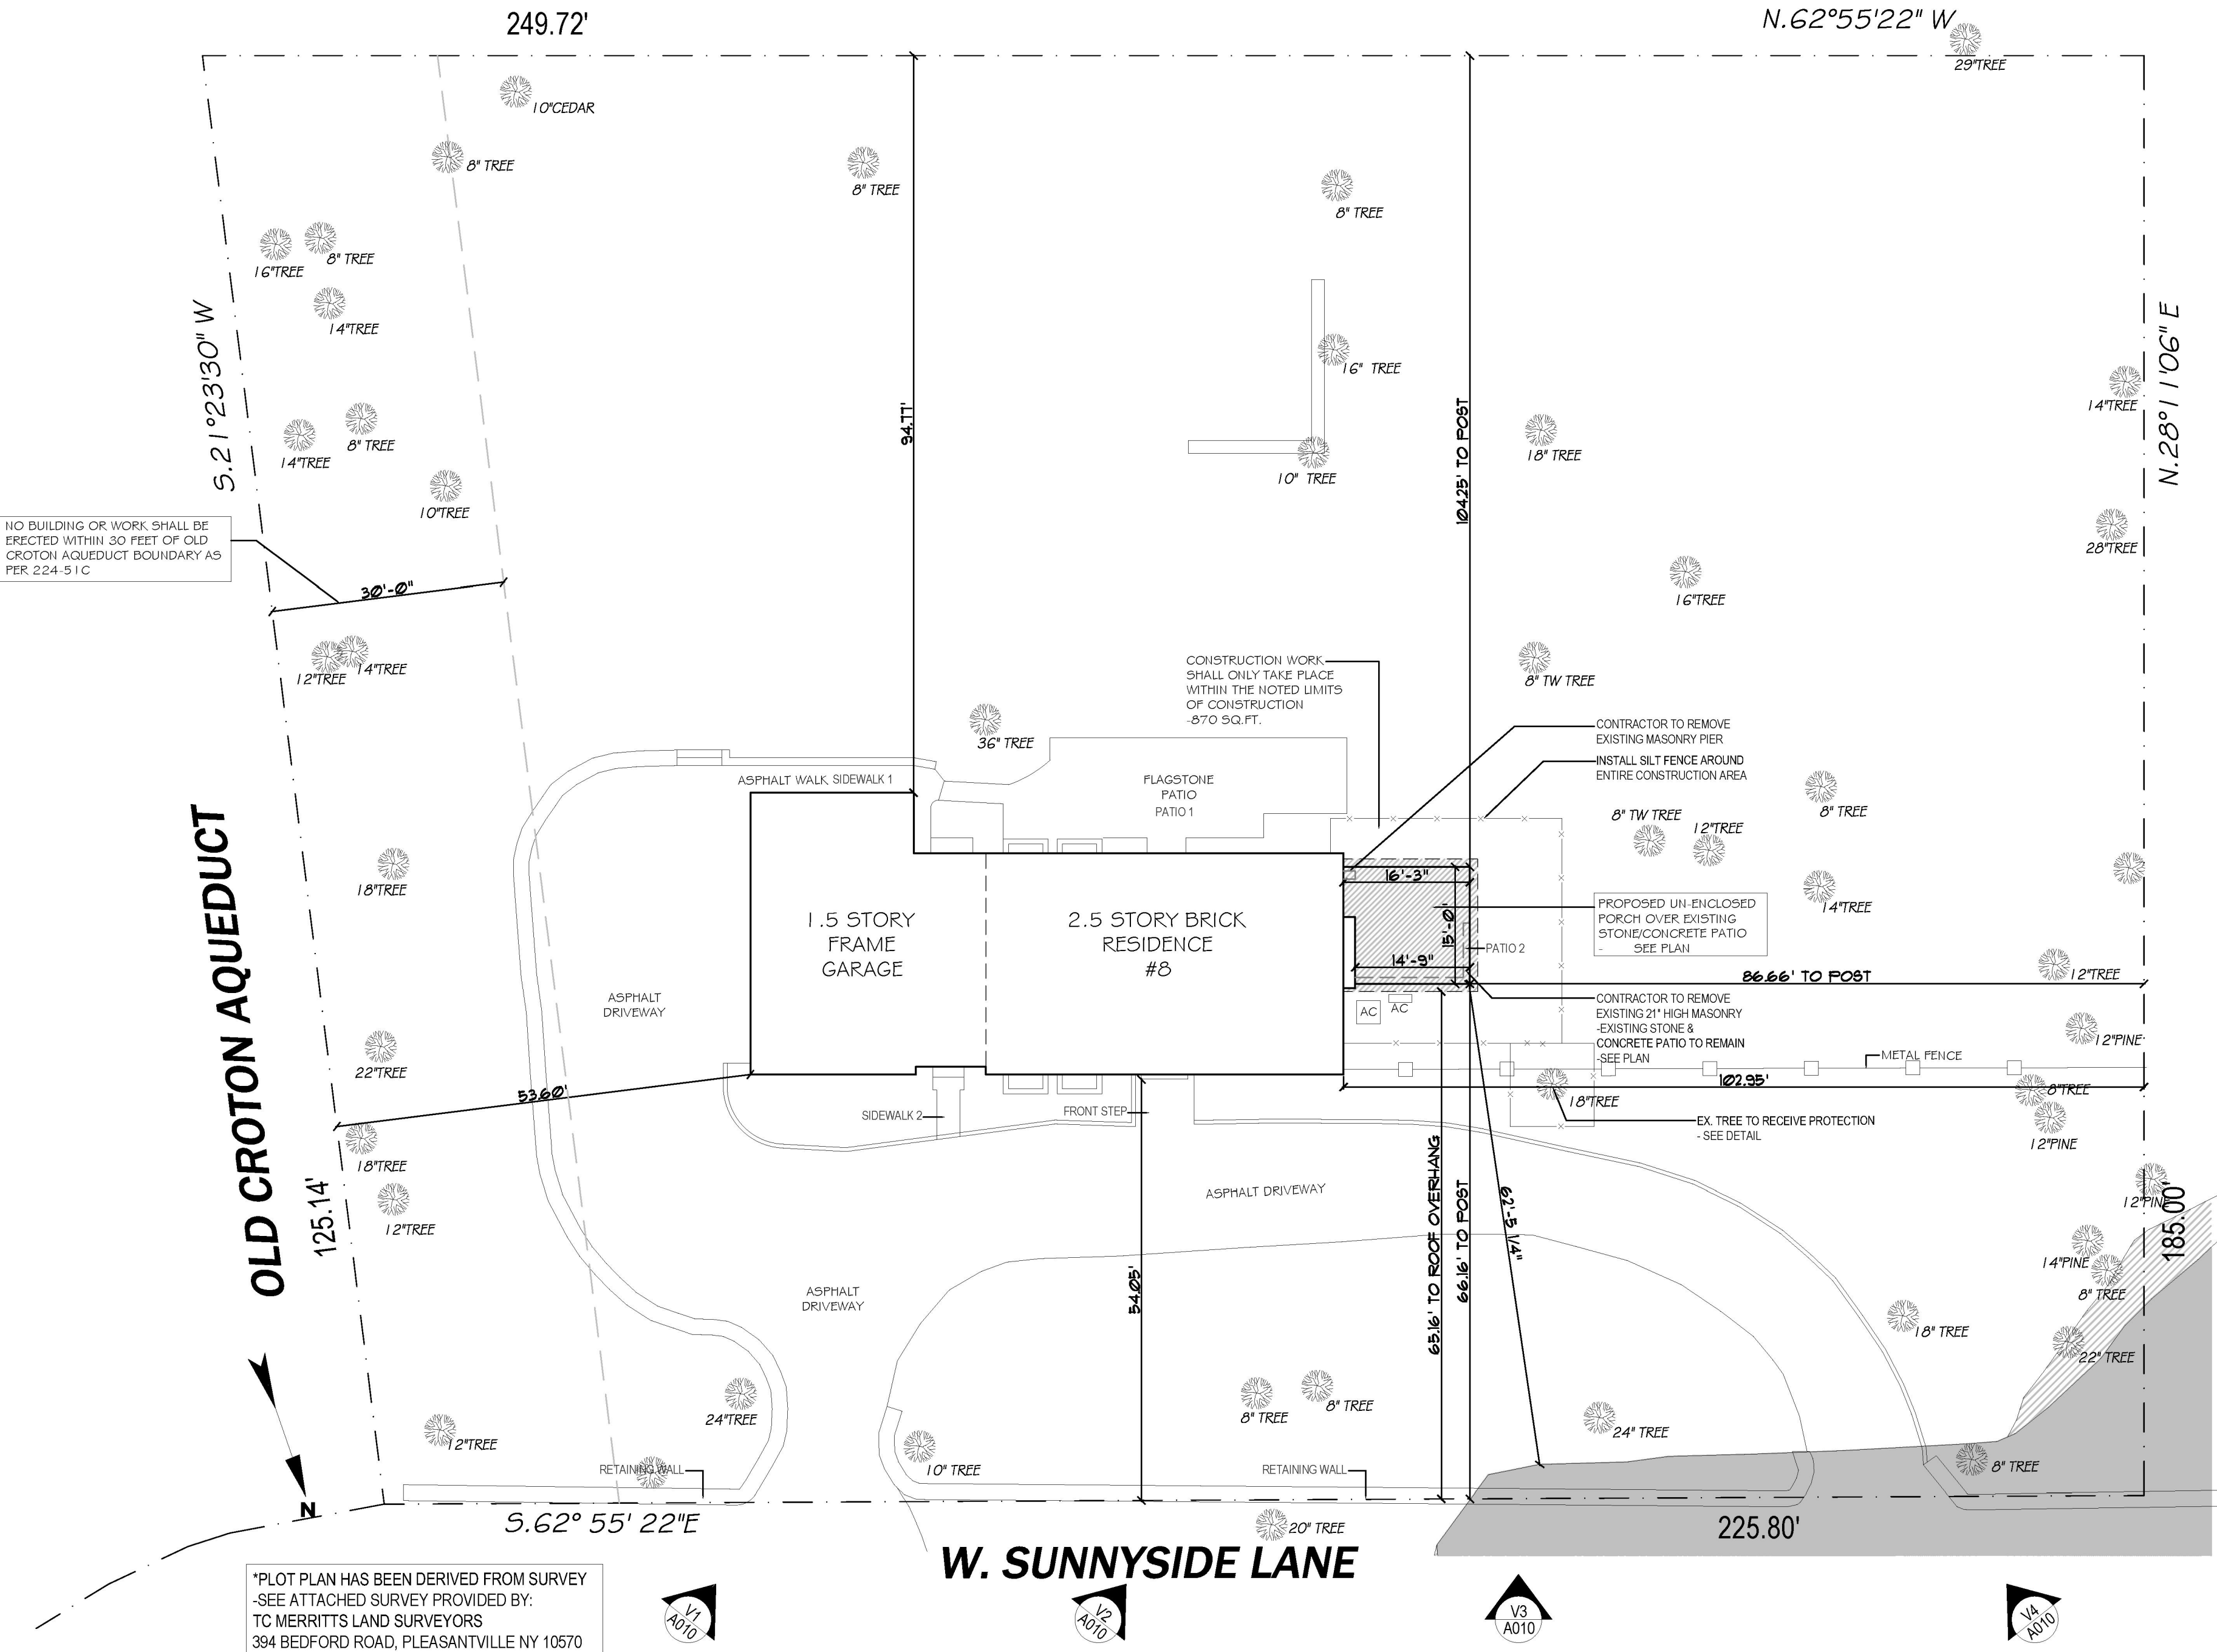 249.72'
N.62°55'22" W
29"TREE
10"CEDAR
8" TREE
8" TREE
8" TREE
16"TREE
8" TREE
14"TREE
S.21°23'30" W
N.28°11'06" E
16" TREE
14"TREE
94.77'
104.25' TO POST
14"TREE
8" TREE
18" TREE
10" TREE
10"TREE
NO BUILDING OR WORK SHALL BE
ERECTED WITHIN 30 FEET OF OLD
CROTON AQUEDUCT BOUNDARY AS
PER 224-51C
28"TREE
30'-0"
16"TREE
12"TREE
14"TREE
CONSTRUCTION WORK
SHALL ONLY TAKE PLACE
WITHIN THE NOTED LIMITS
OF CONSTRUCTION
-870 SQ.FT.
8" TW TREE
36" TREE
CONTRACTOR TO REMOVE
EXISTING MASONRY PIER
INSTALL SILT FENCE AROUND
ENTIRE CONSTRUCTION AREA
ASPHALT WALK SIDEWALK 1
FLAGSTONE
PATIO
PATIO 1
8" TW TREE
12"TREE
8" TREE
18"TREE
16'-3"
15'-0"
14'-9"
PATIO 2
PROPOSED UN-ENCLOSED
PORCH OVER EXISTING
STONE/CONCRETE PATIO
- SEE PLAN
14"TREE
1.5 STORY
FRAME
GARAGE
2.5 STORY BRICK
RESIDENCE
#8
86.66' TO POST
12"TREE
ASPHALT
DRIVEWAY
AC
AC
CONTRACTOR TO REMOVE
EXISTING 21" HIGH MASONRY
-EXISTING STONE &
CONCRETE PATIO TO REMAIN
-SEE PLAN
12"PINE
METAL FENCE
22"TREE
53.60'
102.95'
8"TREE
18"TREE
SIDEWALK 2
FRONT STEP
EX. TREE TO RECEIVE PROTECTION
- SEE DETAIL
12"PINE
OLD CROTON AQUEDUCT
18"TREE
125.14'
12"TREE
ASPHALT DRIVEWAY
65.16' TO ROOF OVERHANG
66.16' TO POST
62'-5 1/4"
12"PINE
185.00'
14"PINE
8" TREE
ASPHALT
DRIVEWAY
54.05'
18" TREE
22" TREE
24"TREE
8" TREE
8" TREE
24" TREE
12"TREE
RETAINING WALL
10" TREE
RETAINING WALL
8" TREE
N
S.62° 55' 22"E
20" TREE
225.80'
W. SUNNYSIDE LANE
*PLOT PLAN HAS BEEN DERIVED FROM SURVEY
-SEE ATTACHED SURVEY PROVIDED BY:
TC MERRITTS LAND SURVEYORS
394 BEDFORD ROAD, PLEASANTVILLE NY 10570
V1
A010
V2
A010
V3
A010
V4
A010